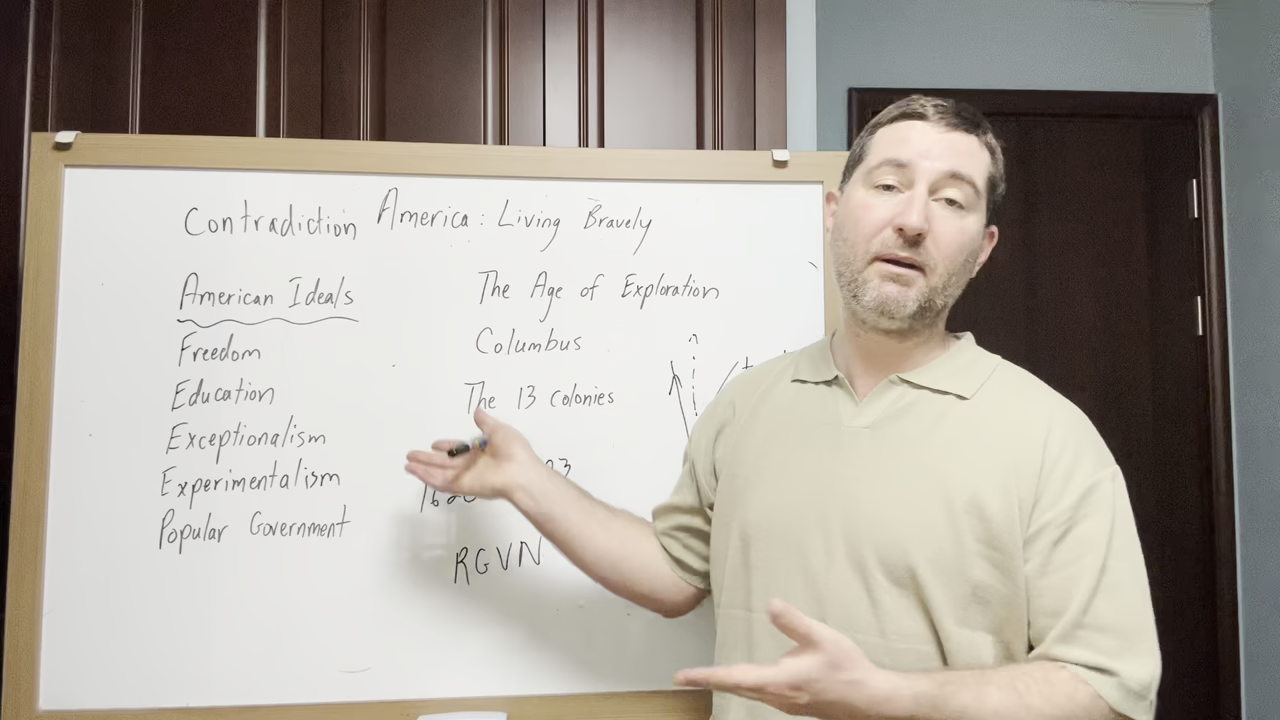 Contradiction America: Living Bravely
American Ideals
Freedom
Education
Exceptionalism
Experimentalism
Popular Government
The Age of Exploration
Columbus
The 13 colonies
RGVN